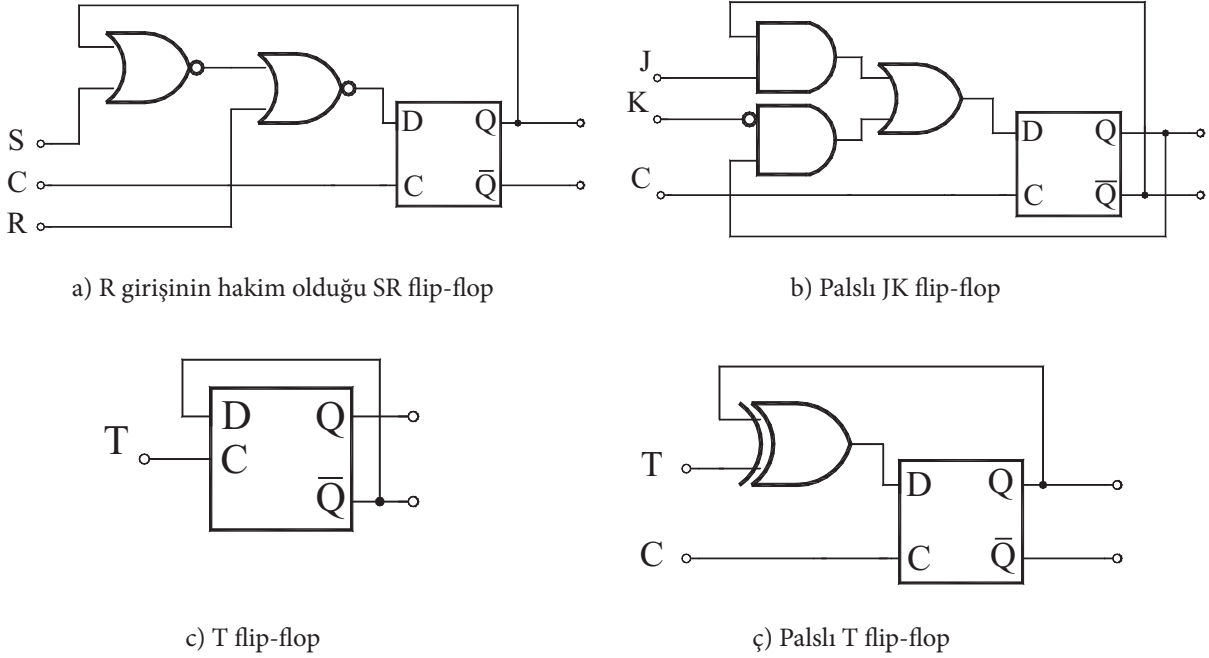 S
C
R
D
Q
C
Q̅
a) R girişinin hakim olduğu SR flip-flop
J
K
C
D
Q
C
Q̅
b) Palslı JK flip-flop
T
D
Q
C
Q̅
c) T flip-flop
T
C
D
Q
C
Q̅
ç) Palslı T flip-flop